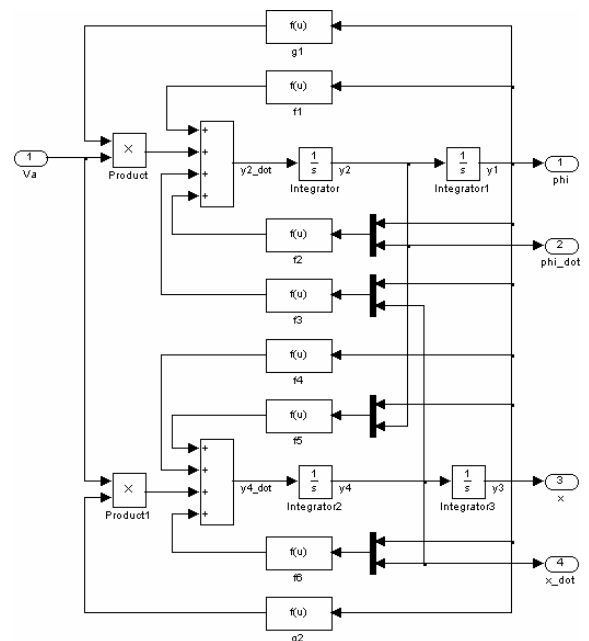 f(u)
g1
f(u)
f1
1
Va
×
Product
+
+
+
+
y2_dot
1
s
Integrator
y2
1
s
Integrator1
y1
1
phi
f(u)
f2
2
phi_dot
f(u)
f3
f(u)
f4
f(u)
f5
×
Product1
+
+
+
+
y4_dot
1
s
Integrator2
y4
1
s
Integrator3
y3
3
x
f(u)
f6
4
x_dot
f(u)
g2